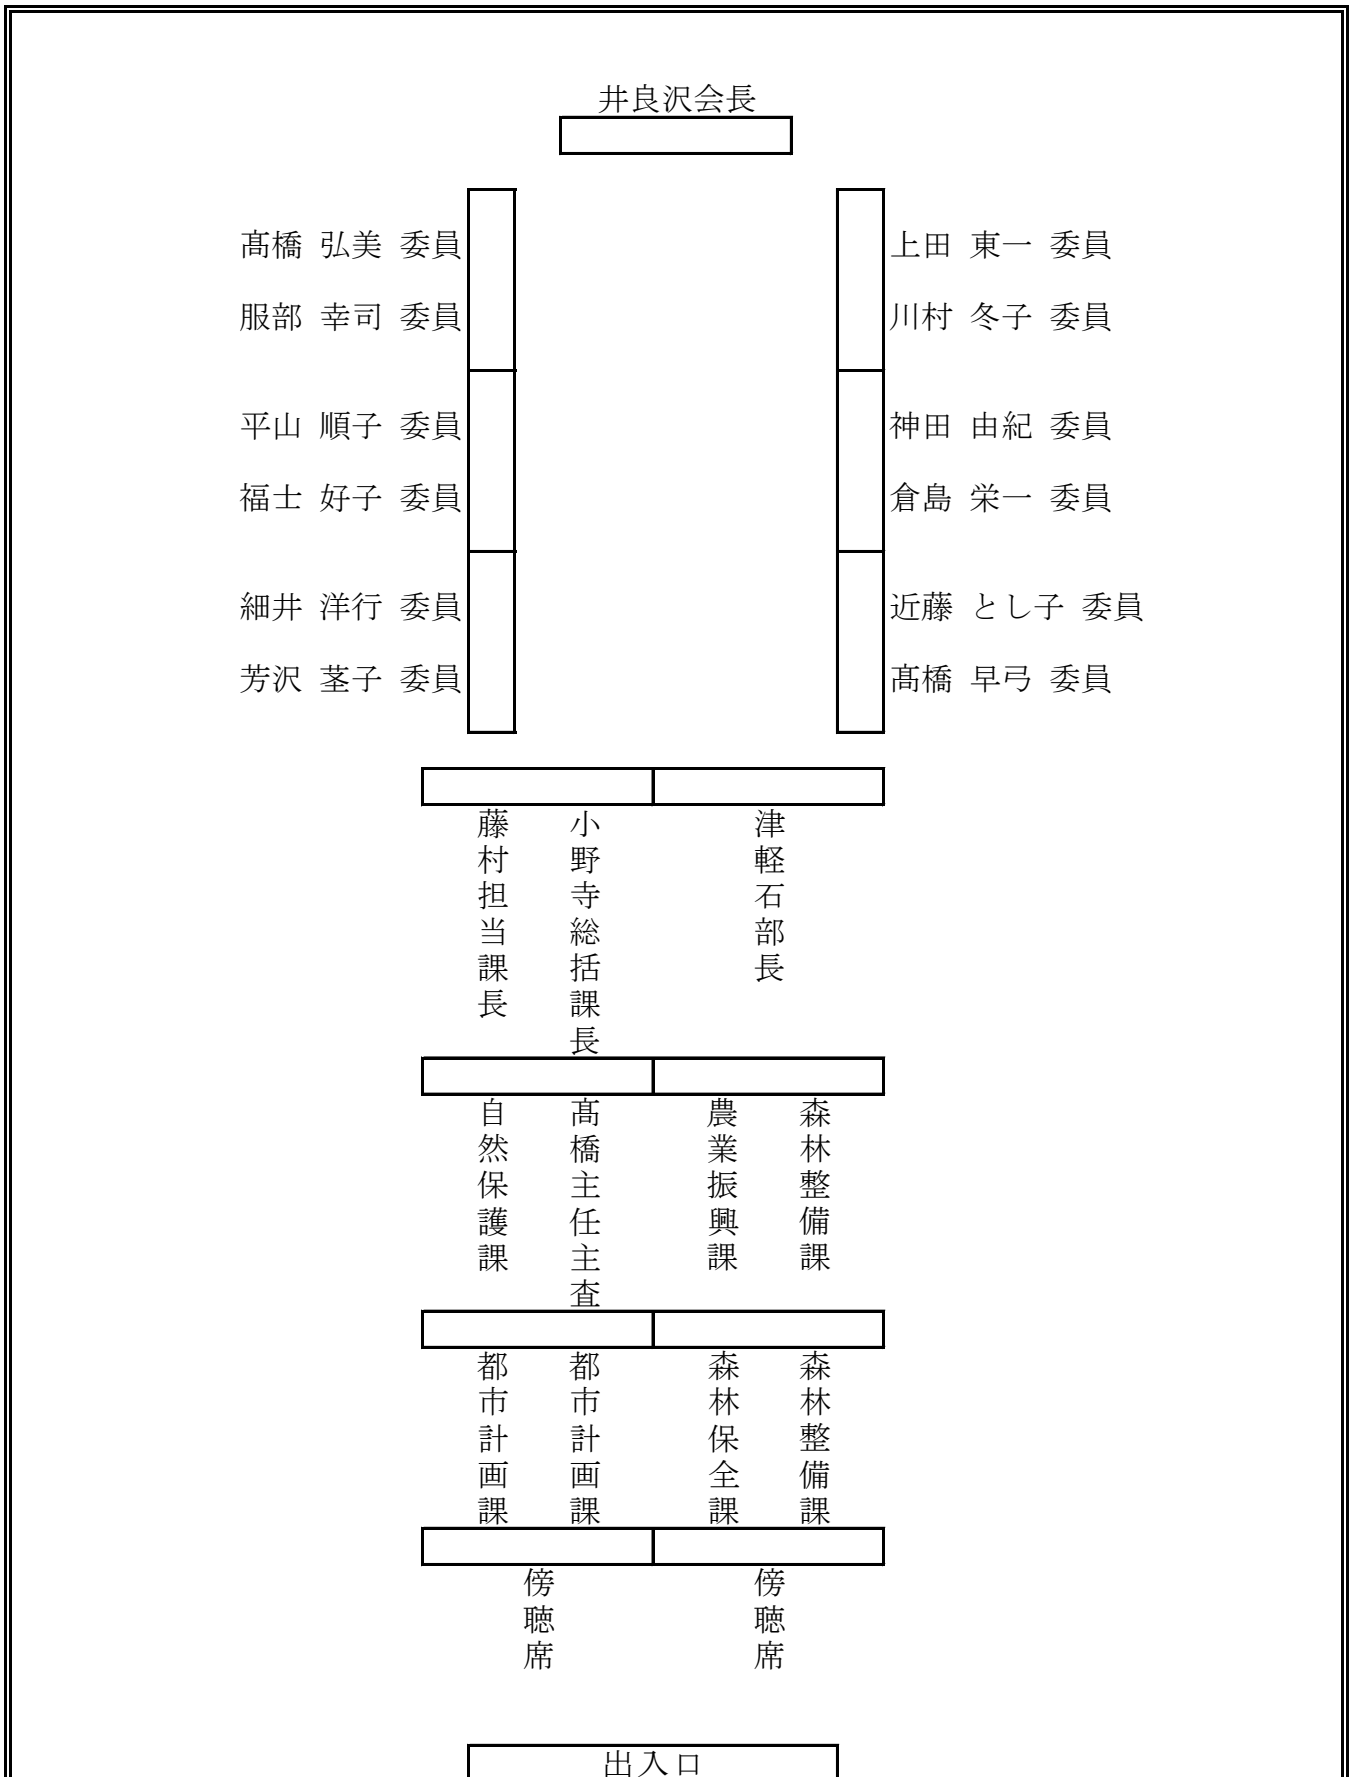 井良沢会長
髙橋 弘美 委員
上田 東一 委員
服部 幸司 委員
川村 冬子 委員
平山 順子 委員
神田 由紀 委員
福士 好子 委員
倉島 栄一 委員
細井 洋行 委員
近藤 とし子 委員
芳沢 茎子 委員
髙橋 早弓 委員
藤村担当課長
小野寺総括課長
津軽石部長
自然保護課
髙橋主任主査
農業振興課
森林整備課
都市計画課
都市計画課
森林保全課
森林整備課
傍聴席
傍聴席
出入口